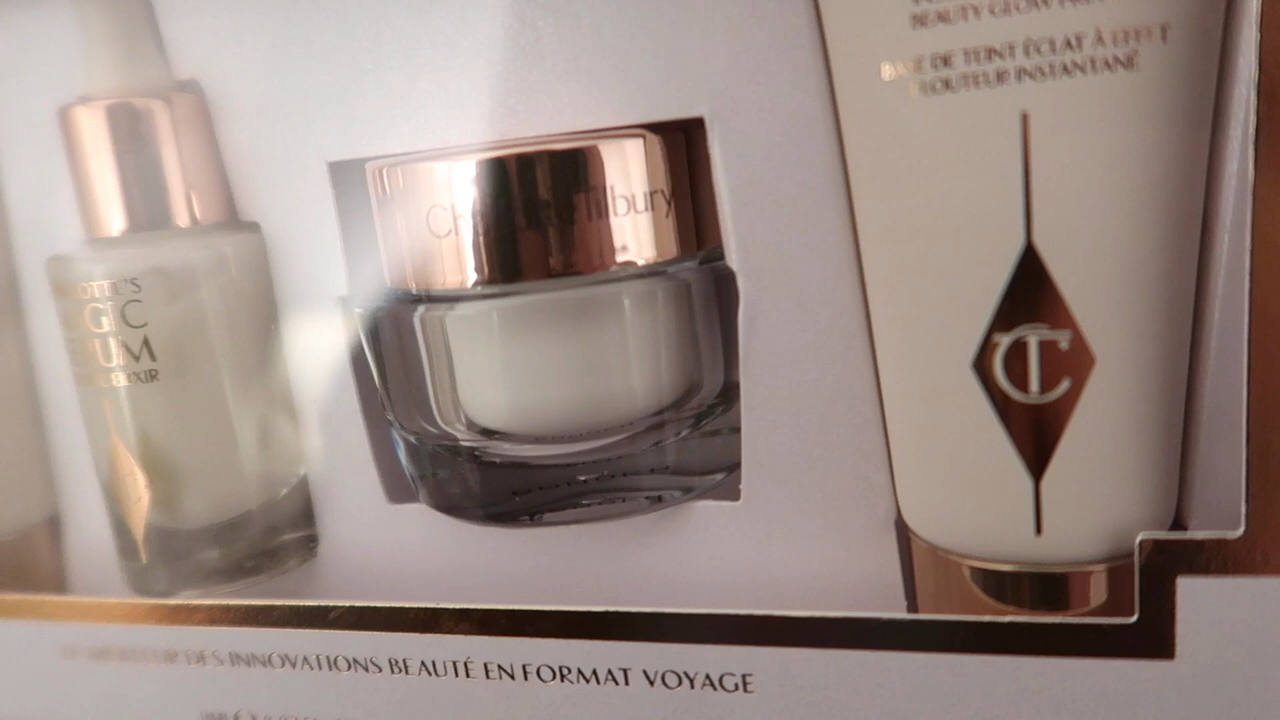 BEAUTY GLOW
DE TEINT ÉCLAT À EFFET
FLOUTEUR INSTANTANÉ
Charlotte Tilbury
CHARLOTTE'S
MAGIC
SERUM
ELIXIR
CT
DES INNOVATIONS BEAUTÉ EN FORMAT VOYAGE